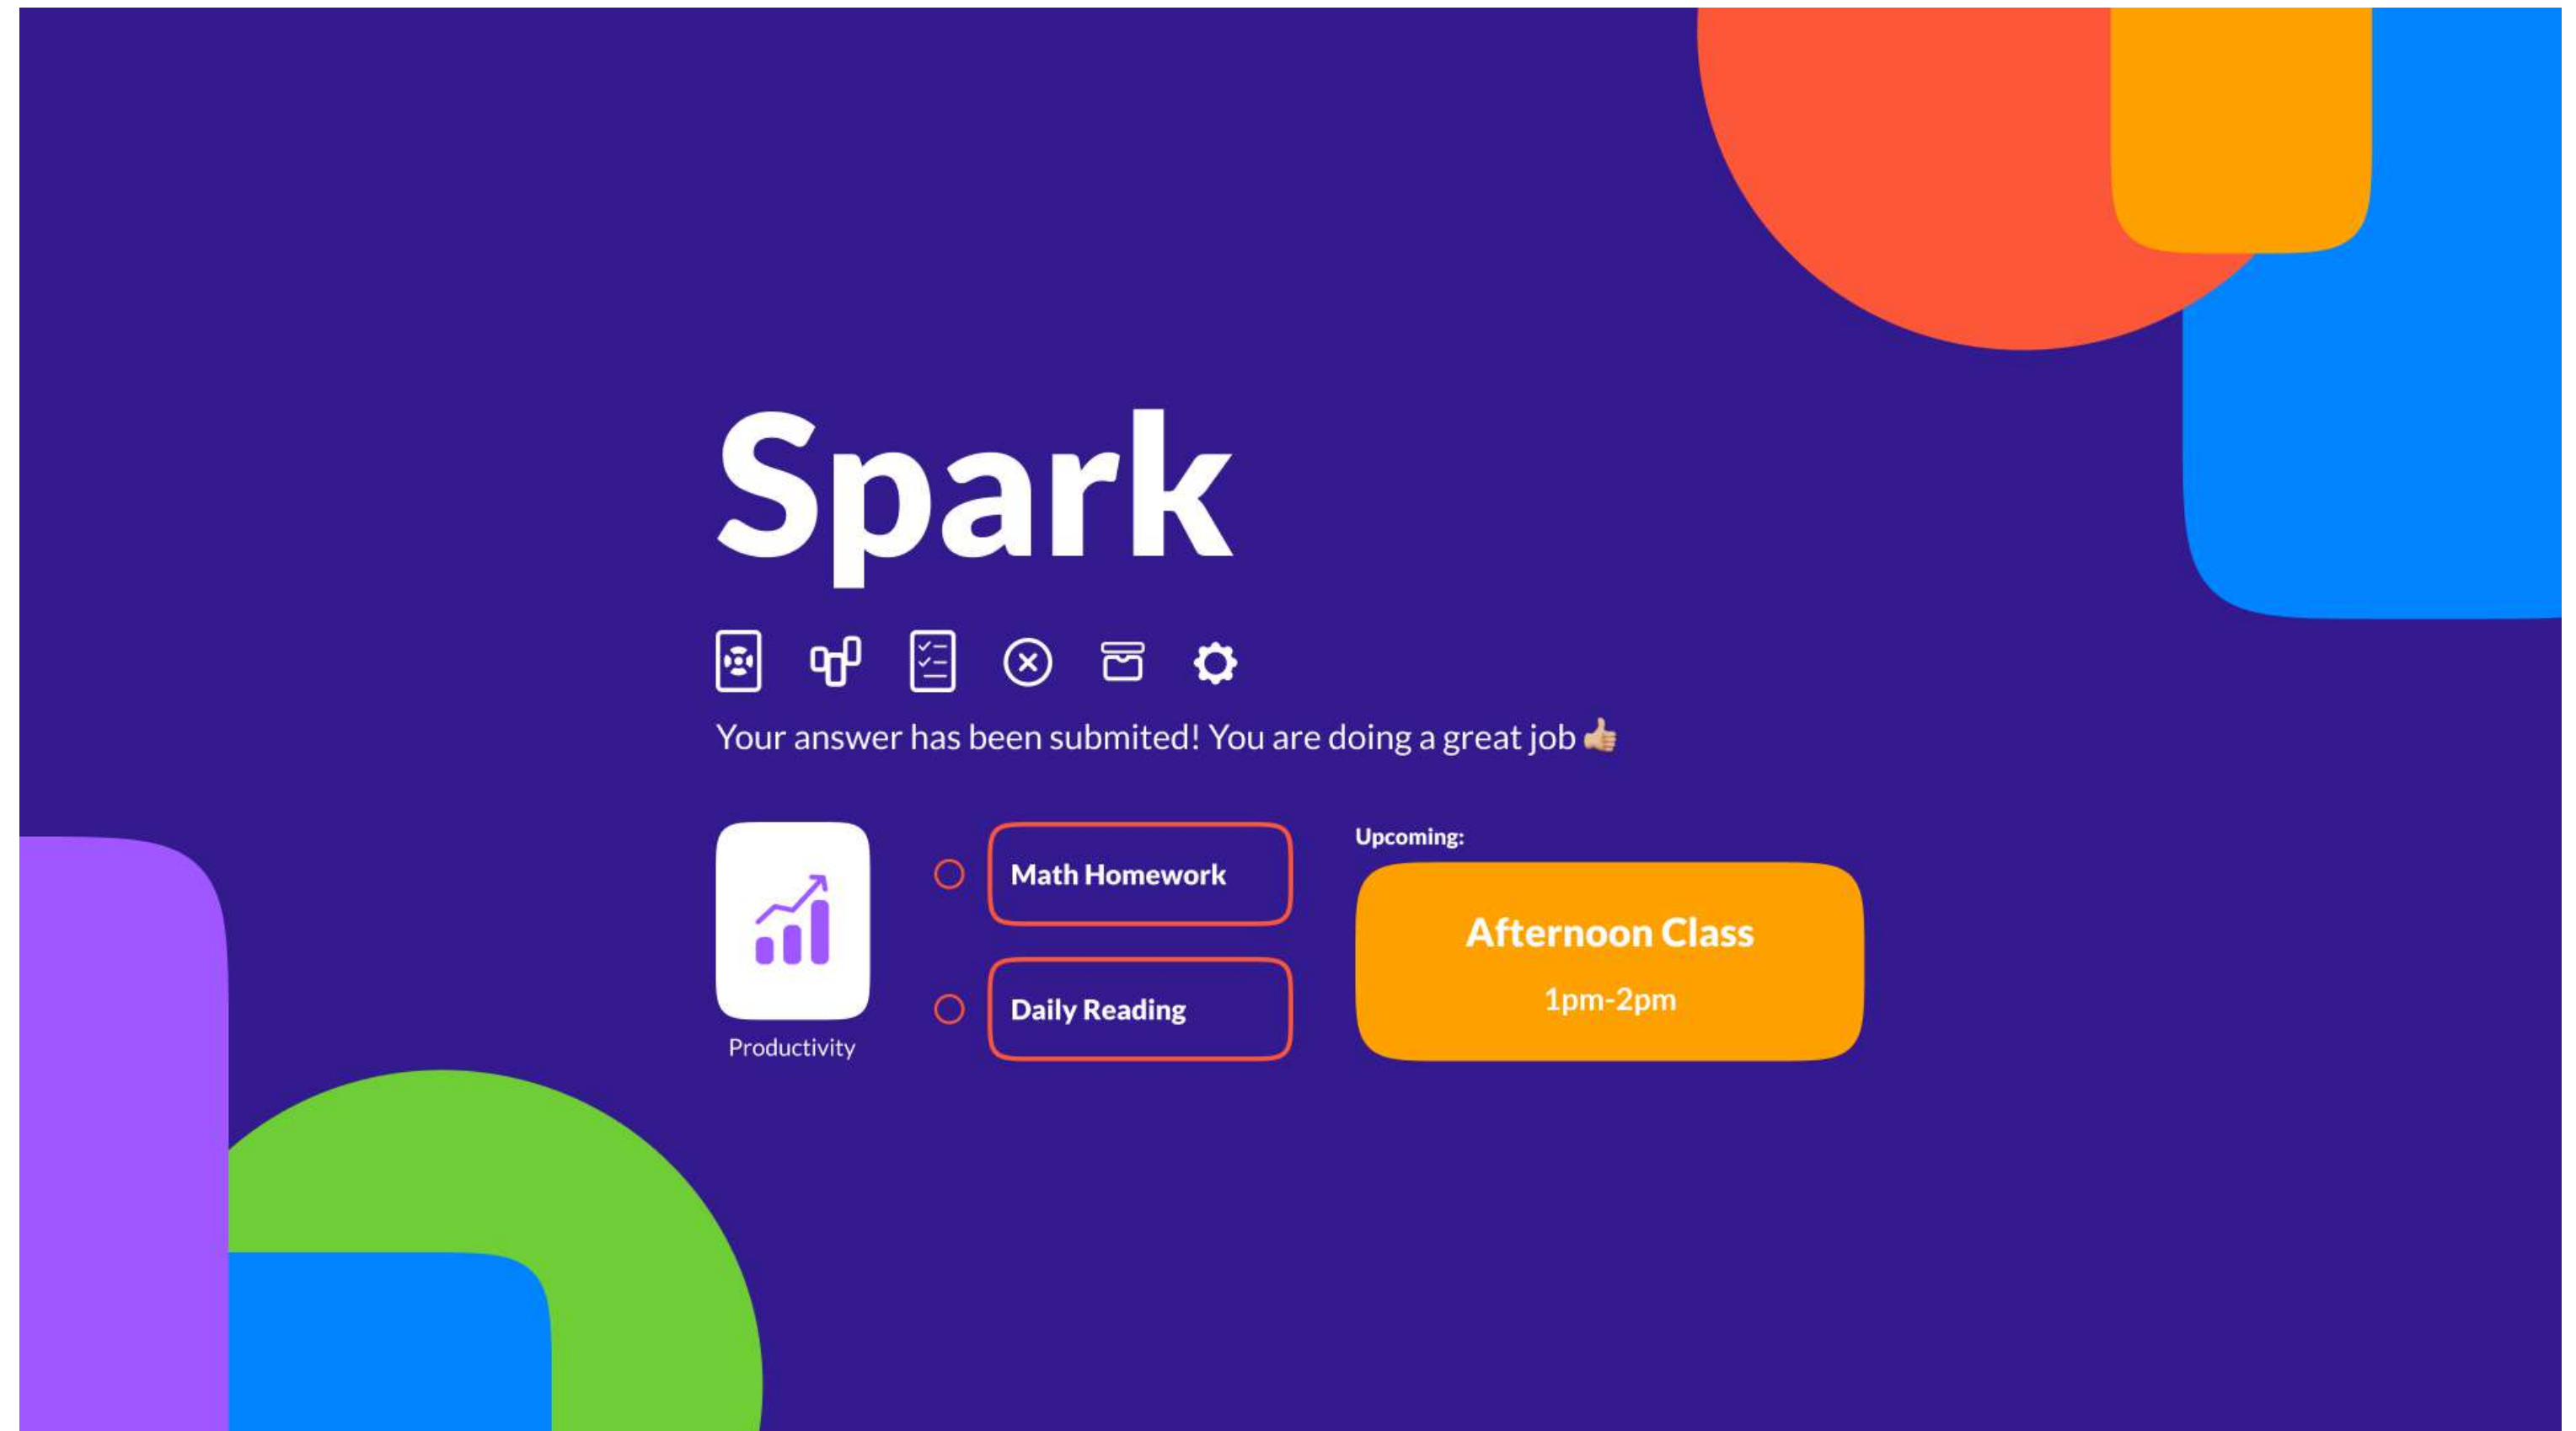 Spark
Your answer has been submited! You are doing a great job 👍🏼
Productivity
Math Homework
Daily Reading
Upcoming:
Afternoon Class
1pm-2pm